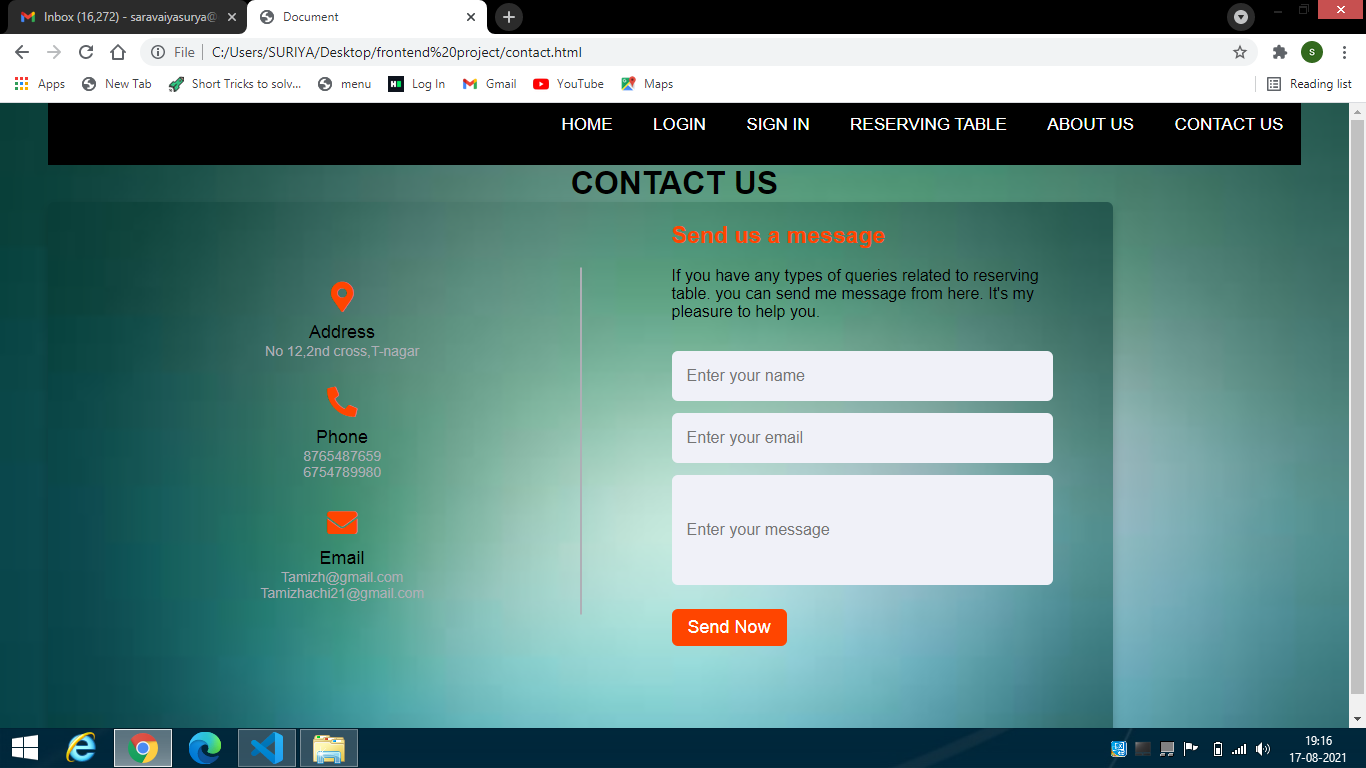 Inbox (16,272) - saravaiyasurya@
Document
File
C:/Users/SURIYA/Desktop/frontend%20project/contact.html
S
Apps
New Tab
Short Tricks to solv...
menu
Log In
Gmail
YouTube
Maps
Reading list
HOME
LOGIN
SIGN IN
RESERVING TABLE
ABOUT US
CONTACT US
CONTACT US
Address
No 12,2nd cross,T-nagar
Phone
8765487659
6754789980
Email
Tamizh@gmail.com
Tamizhachi21@gmail.com
Send us a message
If you have any types of queries related to reserving
table. you can send me message from here. It's my
pleasure to help you.
Enter your name
Enter your email
Enter your message
Send Now
19:16
17-08-2021